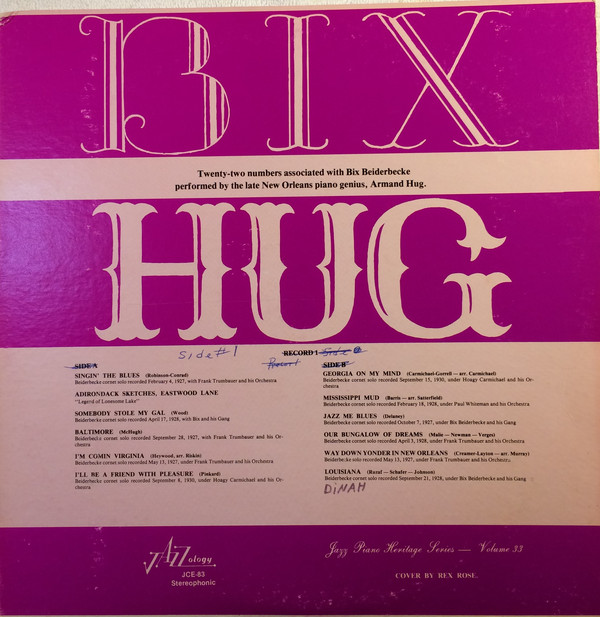 BIX
Twenty-two numbers associated with Bix Beiderbecke
performed by the late New Orleans piano genius, Armand Hug.
HUG
Side #1
RECORD 1 Side
Record
SIDE A
SINGIN' THE BLUES (Robinson-Conrad)
Beiderbecke cornet solo recorded February 4, 1927, with Frank Trumbauer and his Orchestra
ADIRONDACK SKETCHES, EASTWOOD LANE
"Legend of Lonesome Lake"
SOMEBODY STOLE MY GAL (Wood)
Beiderbecke cornet solo recorded April 17, 1928, with Bix and his Gang
BALTIMORE (McHugh)
Beiderbecke cornet solo recorded September 28, 1927, with Frank Trumbauer and his Or-
chestra
I'M COMIN VIRGINIA (Heywood, arr. Riskin)
Beiderbecke cornet solo recorded May 13, 1927, under Frank Trumbauer and his Orchestra
I'LL BE A FRIEND WITH PLEASURE (Pinkard)
Beiderbecke cornet solo recorded September 8, 1930, under Hoagy Carmichael and his Or-
chestra
SIDE B
GEORGIA ON MY MIND (Carmichael-Gorrell — arr. Carmichael)
Beiderbecke cornet solo recorded September 15, 1930, under Hoagy Carmichael and his Or-
chestra
MISSISSIPPI MUD (Barris — arr. Satterfield)
Beiderbecke cornet solo recorded February 18, 1928, under Paul Whiteman and his Orchestra
JAZZ ME BLUES (Delaney)
Beiderbecke cornet solo recorded October 7, 1927, under Bix Beiderbecke and his Gang
OUR BUNGALOW OF DREAMS (Malie — Newman — Verges)
Beiderbecke cornet solo recorded April 3, 1928, under Frank Trumbauer and his Orchestra
WAY DOWN YONDER IN NEW ORLEANS (Creamer-Layton — arr. Murray)
Beiderbecke cornet solo recorded May 13, 1927, under Frank Trumbauer and his Orchestra,
LOUISIANA (Razaf — Schafer — Johnson)
Beiderbecke cornet solo recorded September 21, 1928, under Bix Beiderbecke and his Gang
DINAH
JAZZology
JCE-83
Stereophonic
Jazz Piano Heritage Series — Volume 33
COVER BY REX ROSE.